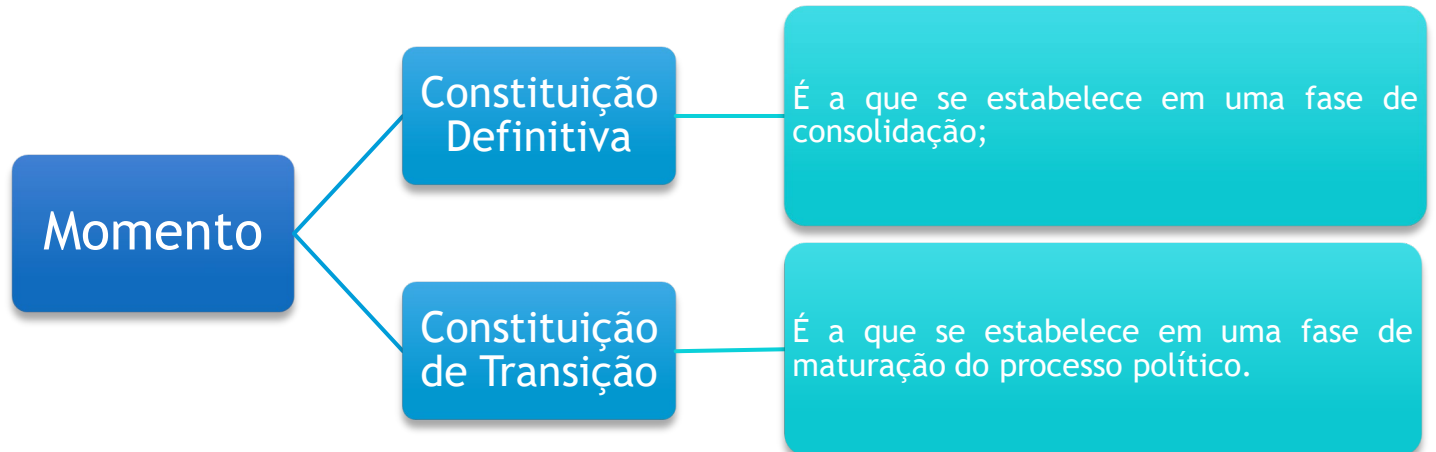 Momento
Constituição
Definitiva
É a que se estabelece em uma fase de
consolidação;
Constituição
de Transição
É a que se estabelece em uma fase de
maturação do processo político.